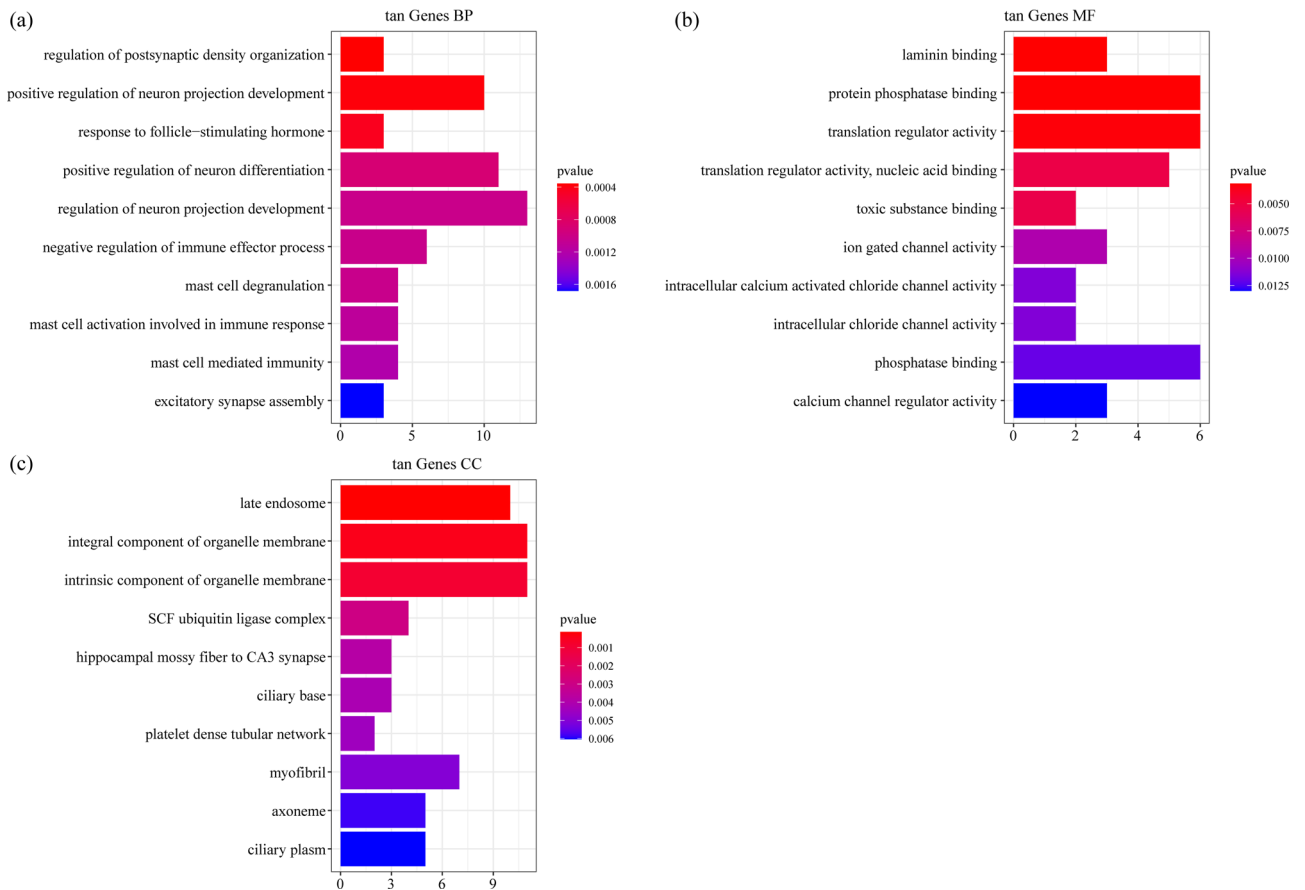 (a)
tan Genes BP
regulation of postsynaptic density organization
positive regulation of neuron projection development
response to follicle−stimulating hormone
positive regulation of neuron differentiation
regulation of neuron projection development
negative regulation of immune effector process
mast cell degranulation
mast cell activation involved in immune response
mast cell mediated immunity
excitatory synapse assembly
0 5 10
pvalue
0.0004
0.0008
0.0012
0.0016
(b)
tan Genes MF
laminin binding
protein phosphatase binding
translation regulator activity
translation regulator activity, nucleic acid binding
toxic substance binding
ion gated channel activity
intracellular calcium activated chloride channel activity
intracellular chloride channel activity
phosphatase binding
calcium channel regulator activity
0 2 4 6
pvalue
0.0050
0.0075
0.0100
0.0125
(c)
tan Genes CC
late endosome
integral component of organelle membrane
intrinsic component of organelle membrane
SCF ubiquitin ligase complex
hippocampal mossy fiber to CA3 synapse
ciliary base
platelet dense tubular network
myofibril
axoneme
ciliary plasm
0 3 6 9
pvalue
0.001
0.002
0.003
0.004
0.005
0.006